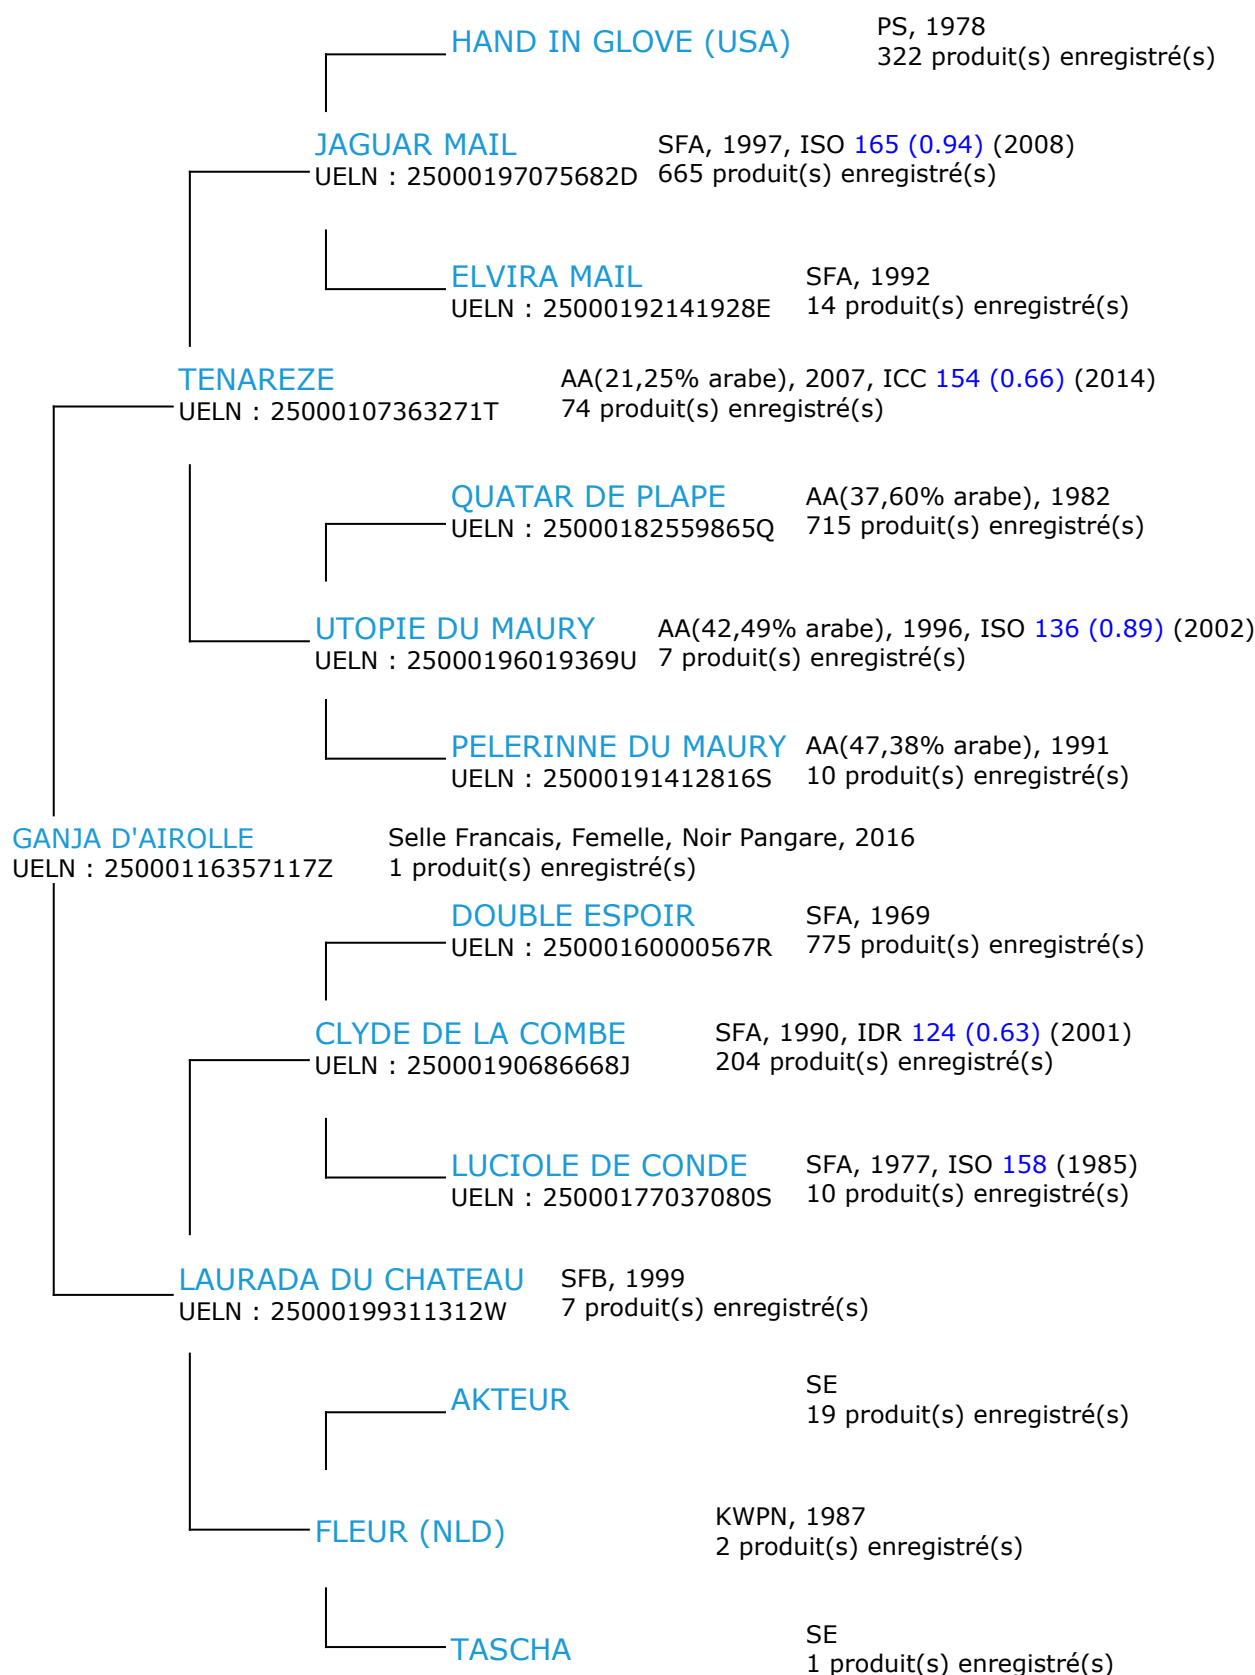 HAND IN GLOVE (USA)
PS, 1978
322 produit(s) enregistré(s)
JAGUAR MAIL
UELN : 25000197075682D
SFA, 1997, ISO 165 (0.94) (2008)
665 produit(s) enregistré(s)
ELVIRA MAIL
UELN : 25000192141928E
SFA, 1992
14 produit(s) enregistré(s)
TENAREZE
UELN : 25000107363271T
AA(21,25% arabe), 2007, ICC 154 (0.66) (2014)
74 produit(s) enregistré(s)
QUATAR DE PLAPE
UELN : 25000182559865Q
AA(37,60% arabe), 1982
715 produit(s) enregistré(s)
UTOPIE DU MAURY
UELN : 25000196019369U
AA(42,49% arabe), 1996, ISO 136 (0.89) (2002)
7 produit(s) enregistré(s)
PELERINNE DU MAURY
UELN : 25000191412816S
AA(47,38% arabe), 1991
10 produit(s) enregistré(s)
GANJA D'AIROLLE
UELN : 25000116357117Z
Selle Francais, Femelle, Noir Pangare, 2016
1 produit(s) enregistré(s)
DOUBLE ESPOIR
UELN : 25000160000567R
SFA, 1969
775 produit(s) enregistré(s)
CLYDE DE LA COMBE
UELN : 25000190686668J
SFA, 1990, IDR 124 (0.63) (2001)
204 produit(s) enregistré(s)
LUCIOLE DE CONDE
UELN : 25000177037080S
SFA, 1977, ISO 158 (1985)
10 produit(s) enregistré(s)
LAURADA DU CHATEAU
UELN : 25000199311312W
SFB, 1999
7 produit(s) enregistré(s)
AKTEUR
SE
19 produit(s) enregistré(s)
FLEUR (NLD)
KWPN, 1987
2 produit(s) enregistré(s)
TASCHA
SE
1 produit(s) enregistré(s)